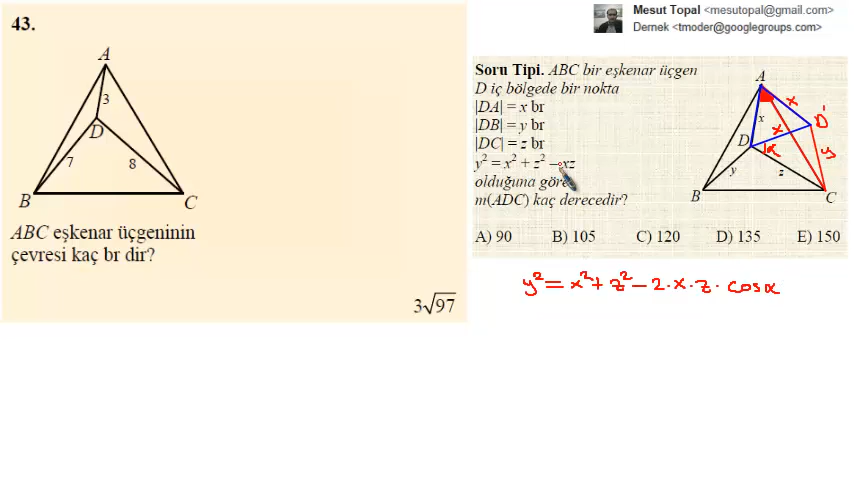 43.
A
3
D
7
8
B
C
ABC eşkenar üçgeninin
çevresi kaç br dir?
3√97
Mesut Topal <mesutopal@gmail.com>
Dernek <tmoder@googlegroups.com>
Soru Tipi. ABC bir eşkenar üçgen
D iç bölgede bir nokta
|DA| = x br
|DB| = y br
|DC| = z br
y² = x² + z² – xz
olduğuna göre
m(ADC) kaç derecedir?
A) 90 B) 105 C) 120 D) 135 E) 150
A
x
D'
x
x
D
α
y
y
z
B
C
y² = x² + z² – 2·x·z·cosα